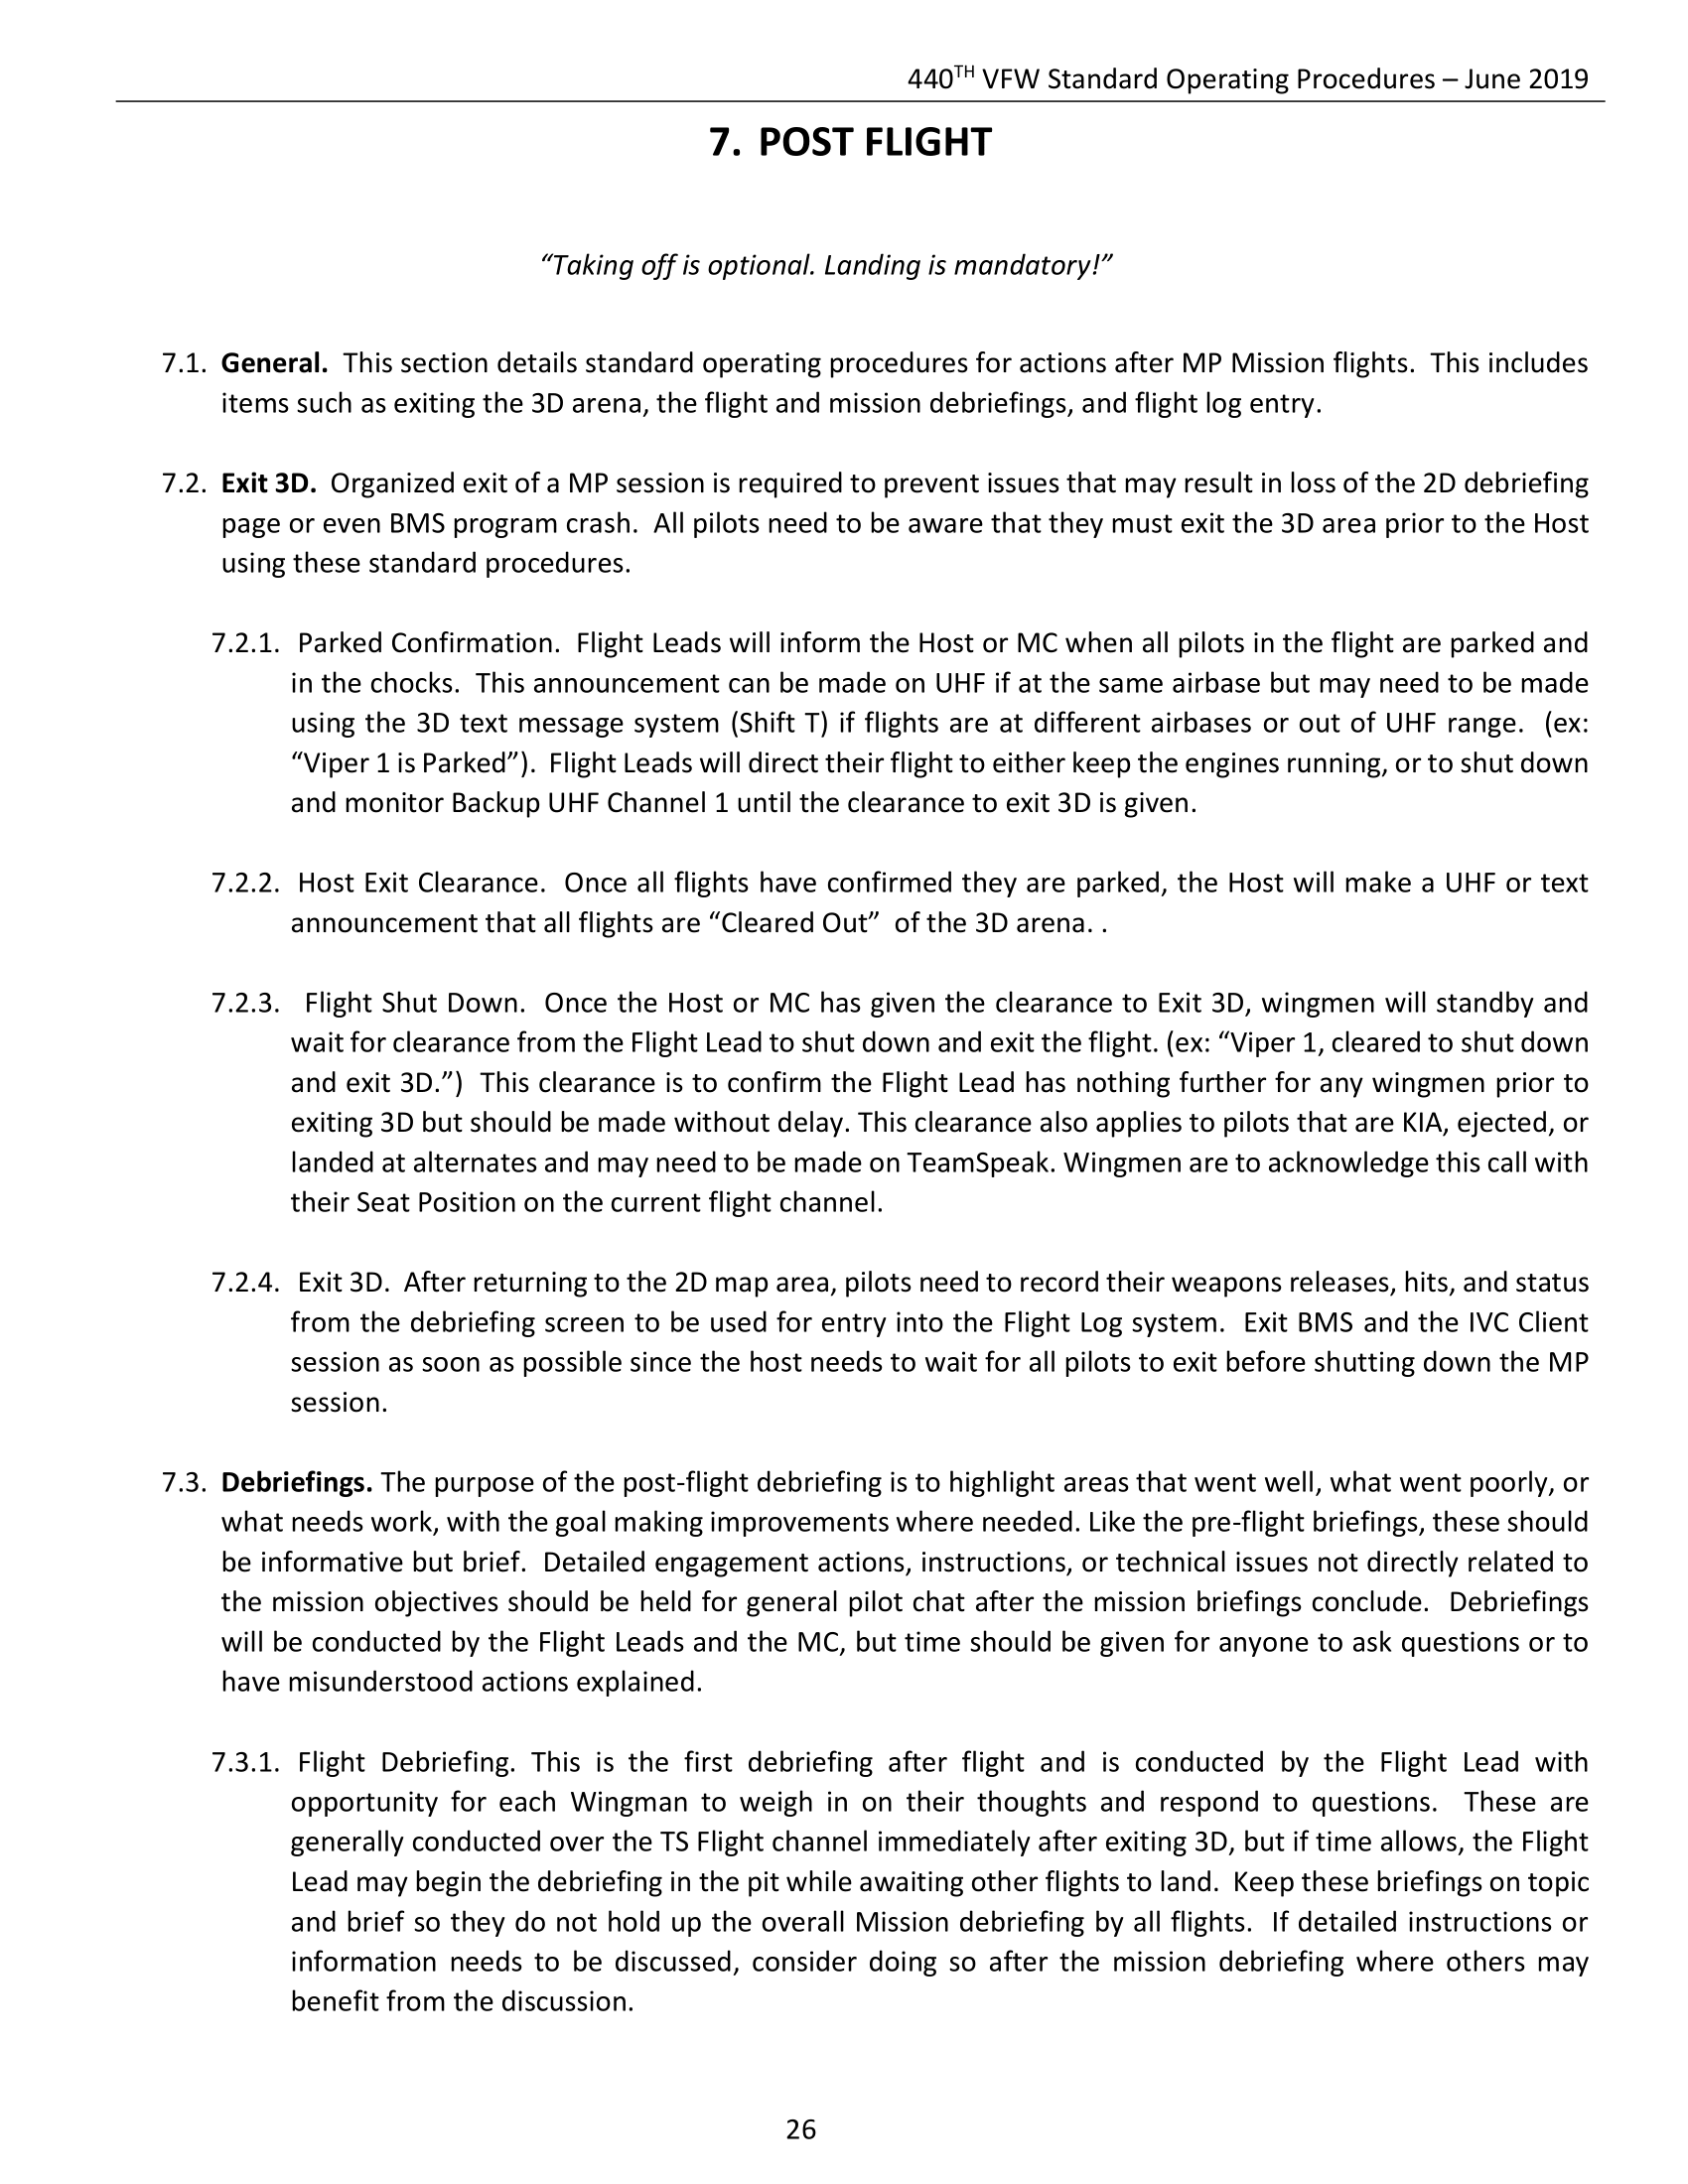 440TH VFW Standard Operating Procedures – June 2019
7. POST FLIGHT
“Taking off is optional. Landing is mandatory!”
7.1. General. This section details standard operating procedures for actions after MP Mission flights. This includes
items such as exiting the 3D arena, the flight and mission debriefings, and flight log entry.
7.2. Exit 3D. Organized exit of a MP session is required to prevent issues that may result in loss of the 2D debriefing
page or even BMS program crash. All pilots need to be aware that they must exit the 3D area prior to the Host
using these standard procedures.
7.2.1. Parked Confirmation. Flight Leads will inform the Host or MC when all pilots in the flight are parked and
in the chocks. This announcement can be made on UHF if at the same airbase but may need to be made
using the 3D text message system (Shift T) if flights are at different airbases or out of UHF range. (ex:
“Viper 1 is Parked”). Flight Leads will direct their flight to either keep the engines running, or to shut down
and monitor Backup UHF Channel 1 until the clearance to exit 3D is given.
7.2.2. Host Exit Clearance. Once all flights have confirmed they are parked, the Host will make a UHF or text
announcement that all flights are “Cleared Out” of the 3D arena. .
7.2.3. Flight Shut Down. Once the Host or MC has given the clearance to Exit 3D, wingmen will standby and
wait for clearance from the Flight Lead to shut down and exit the flight. (ex: “Viper 1, cleared to shut down
and exit 3D.”) This clearance is to confirm the Flight Lead has nothing further for any wingmen prior to
exiting 3D but should be made without delay. This clearance also applies to pilots that are KIA, ejected, or
landed at alternates and may need to be made on TeamSpeak. Wingmen are to acknowledge this call with
their Seat Position on the current flight channel.
7.2.4. Exit 3D. After returning to the 2D map area, pilots need to record their weapons releases, hits, and status
from the debriefing screen to be used for entry into the Flight Log system. Exit BMS and the IVC Client
session as soon as possible since the host needs to wait for all pilots to exit before shutting down the MP
session.
7.3. Debriefings. The purpose of the post-flight debriefing is to highlight areas that went well, what went poorly, or
what needs work, with the goal making improvements where needed. Like the pre-flight briefings, these should
be informative but brief. Detailed engagement actions, instructions, or technical issues not directly related to
the mission objectives should be held for general pilot chat after the mission briefings conclude. Debriefings
will be conducted by the Flight Leads and the MC, but time should be given for anyone to ask questions or to
have misunderstood actions explained.
7.3.1. Flight Debriefing. This is the first debriefing after flight and is conducted by the Flight Lead with
opportunity for each Wingman to weigh in on their thoughts and respond to questions. These are
generally conducted over the TS Flight channel immediately after exiting 3D, but if time allows, the Flight
Lead may begin the debriefing in the pit while awaiting other flights to land. Keep these briefings on topic
and brief so they do not hold up the overall Mission debriefing by all flights. If detailed instructions or
information needs to be discussed, consider doing so after the mission debriefing where others may
benefit from the discussion.
26